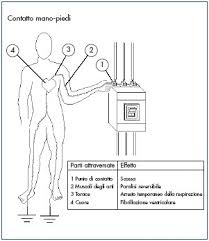 Contatto mano-piedi
4
3
2
1
Parti attraversate Effetto
1 Punto di contatto Scossa
2 Muscoli degli arti Paralisi reversibile
3 Torace Arresto temporaneo della respirazione
4 Cuore Fibrillazione ventricolare